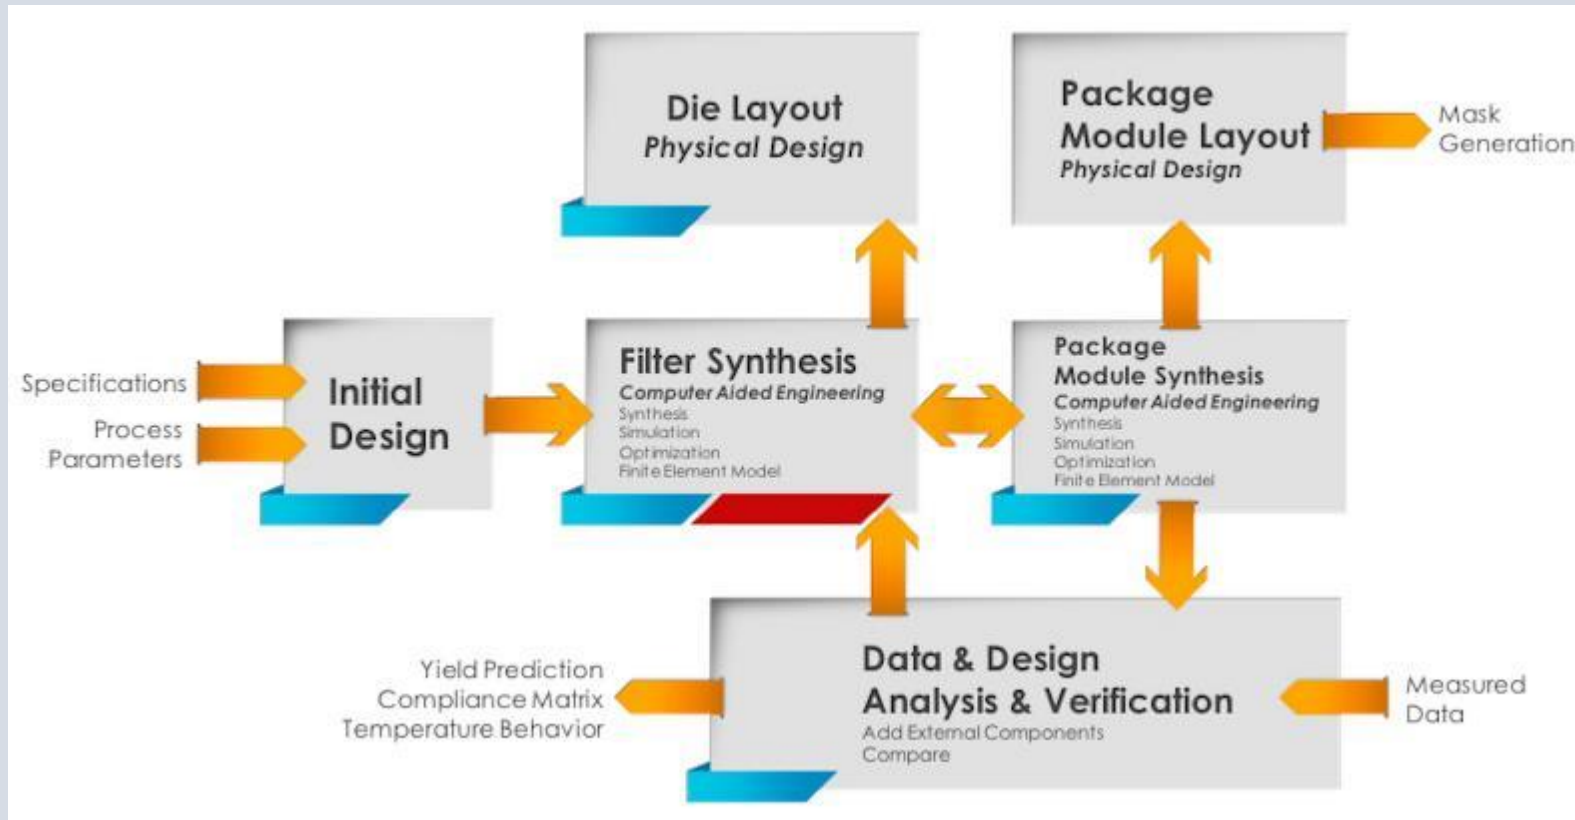 Die Layout
Physical Design
Package
Module Layout
Physical Design
Mask
Generation
Specifications
Process
Parameters
Initial
Design
Filter Synthesis
Computer Aided Engineering
Synthesis
Simulation
Optimization
Finite Element Model
Package
Module Synthesis
Computer Aided Engineering
Synthesis
Simulation
Optimization
Finite Element Model
Yield Prediction
Compliance Matrix
Temperature Behavior
Data & Design
Analysis & Verification
Add External Components
Compare
Measured
Data